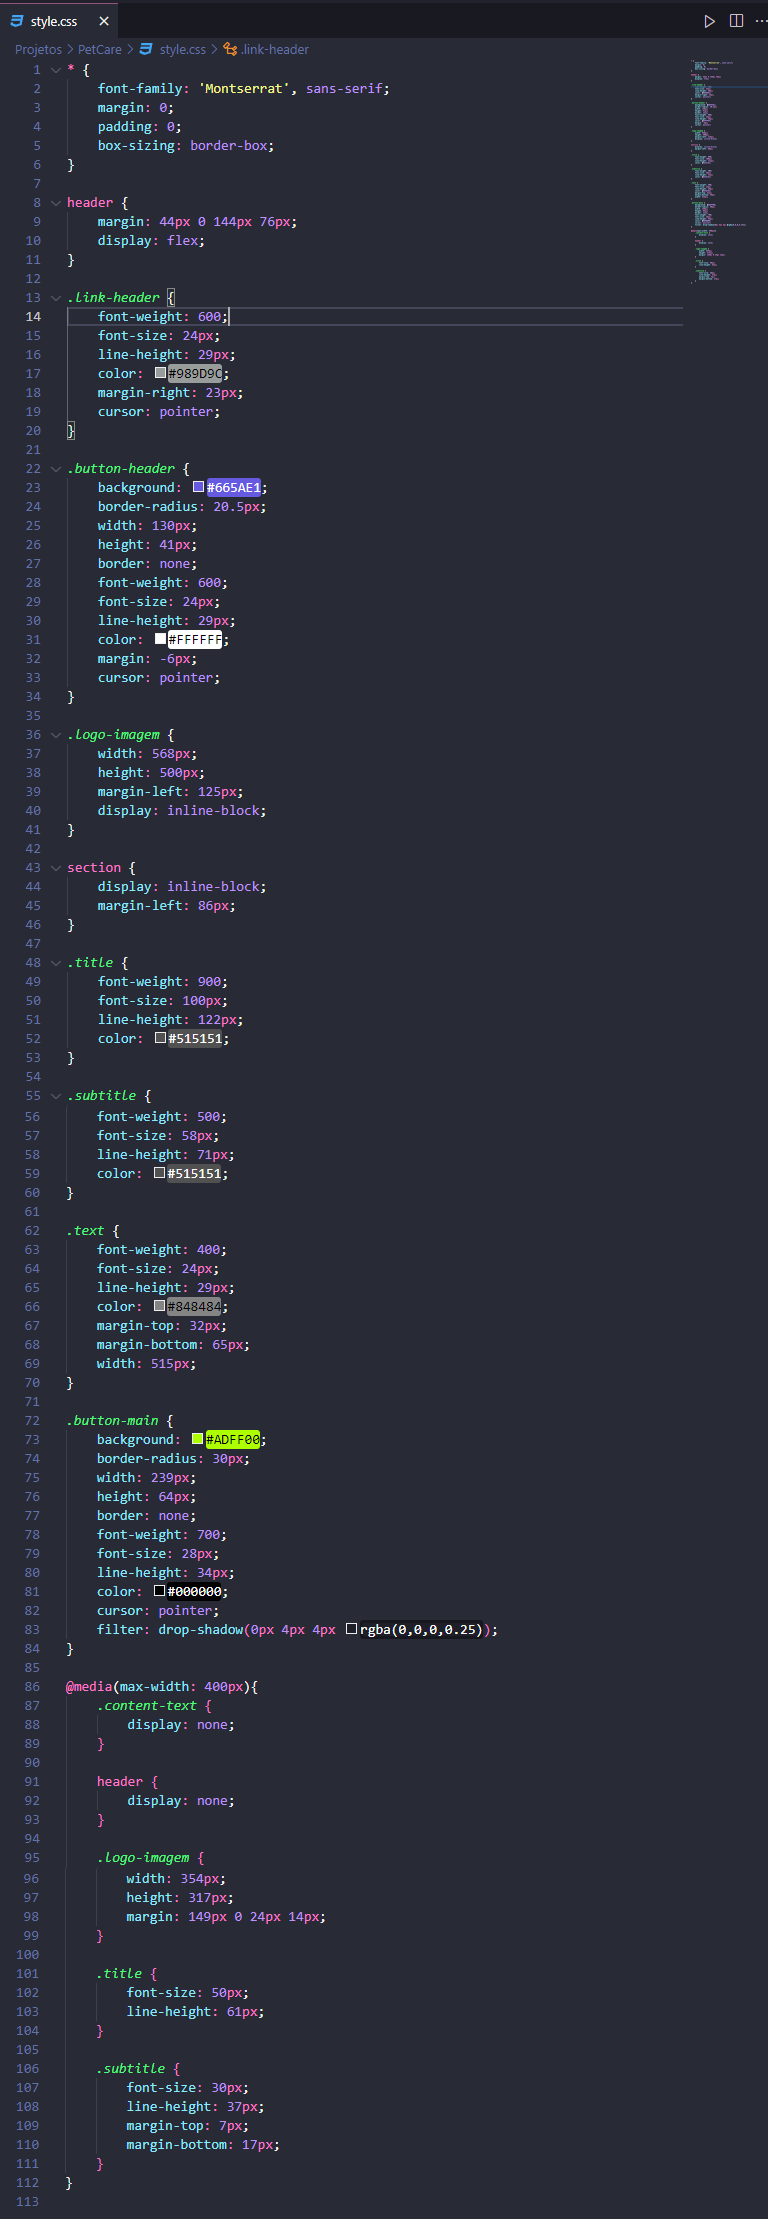 style.css ×
Projetos > PetCare > style.css > .link-header
1 * {
2     font-family: 'Montserrat', sans-serif;
3     margin: 0;
4     padding: 0;
5     box-sizing: border-box;
6 }
7
8 header {
9     margin: 44px 0 144px 76px;
10     display: flex;
11 }
12
13 .link-header {
14     font-weight: 600;
15     font-size: 24px;
16     line-height: 29px;
17     color: #989D9C;
18     margin-right: 23px;
19     cursor: pointer;
20 }
21
22 .button-header {
23     background: #665AE1;
24     border-radius: 20.5px;
25     width: 130px;
26     height: 41px;
27     border: none;
28     font-weight: 600;
29     font-size: 24px;
30     line-height: 29px;
31     color: #FFFFFF;
32     margin: -6px;
33     cursor: pointer;
34 }
35
36 .logo-imagem {
37     width: 568px;
38     height: 500px;
39     margin-left: 125px;
40     display: inline-block;
41 }
42
43 section {
44     display: inline-block;
45     margin-left: 86px;
46 }
47
48 .title {
49     font-weight: 900;
50     font-size: 100px;
51     line-height: 122px;
52     color: #515151;
53 }
54
55 .subtitle {
56     font-weight: 500;
57     font-size: 58px;
58     line-height: 71px;
59     color: #515151;
60 }
61
62 .text {
63     font-weight: 400;
64     font-size: 24px;
65     line-height: 29px;
66     color: #848484;
67     margin-top: 32px;
68     margin-bottom: 65px;
69     width: 515px;
70 }
71
72 .button-main {
73     background: #ADFF00;
74     border-radius: 30px;
75     width: 239px;
76     height: 64px;
77     border: none;
78     font-weight: 700;
79     font-size: 28px;
80     line-height: 34px;
81     color: #000000;
82     cursor: pointer;
83     filter: drop-shadow(0px 4px 4px rgba(0,0,0,0.25));
84 }
85
86 @media(max-width: 400px){
87     .content-text {
88         display: none;
89     }
90
91     header {
92         display: none;
93     }
94
95     .logo-imagem {
96         width: 354px;
97         height: 317px;
98         margin: 149px 0 24px 14px;
99     }
100
101     .title {
102         font-size: 50px;
103         line-height: 61px;
104     }
105
106     .subtitle {
107         font-size: 30px;
108         line-height: 37px;
109         margin-top: 7px;
110         margin-bottom: 17px;
111     }
112 }
113